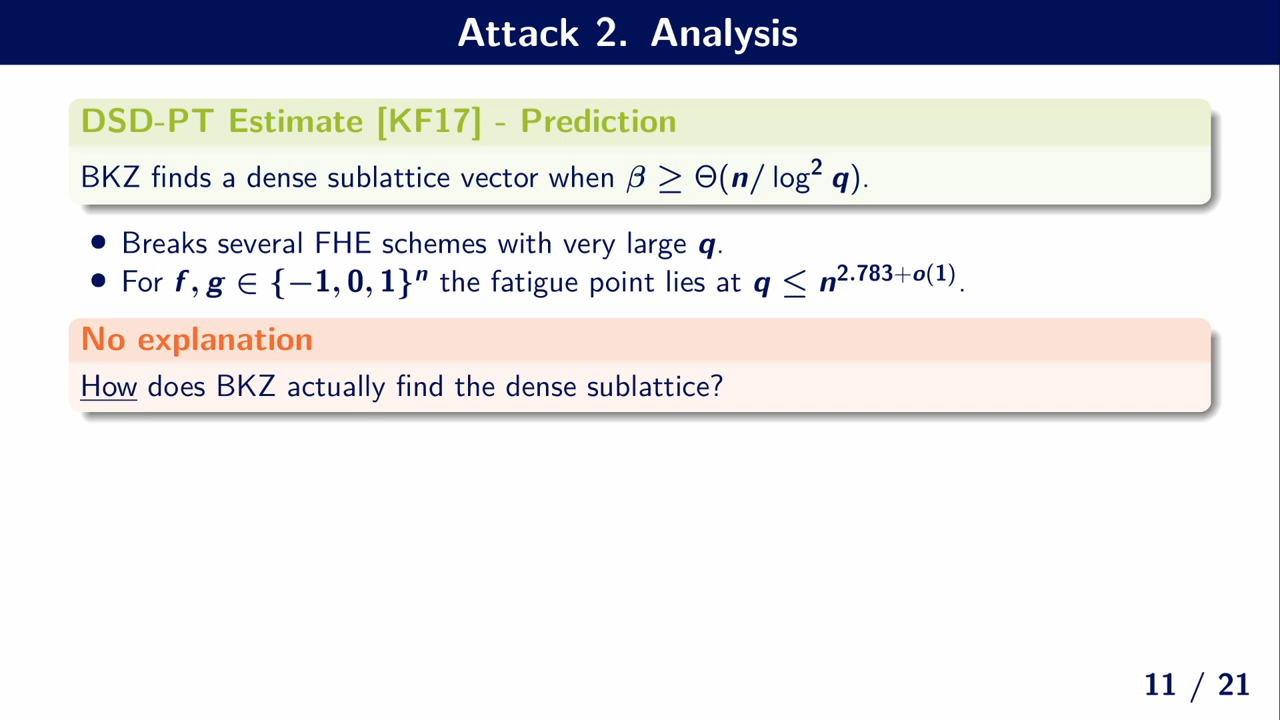 Attack 2. Analysis
DSD-PT Estimate [KF17] - Prediction
BKZ finds a dense sublattice vector when β ≥ Θ(n/ log² q).
• Breaks several FHE schemes with very large q.
• For f, g ∈ {−1, 0, 1}ⁿ the fatigue point lies at q ≤ n^{2.783+o(1)}.
No explanation
How does BKZ actually find the dense sublattice?
11 / 21